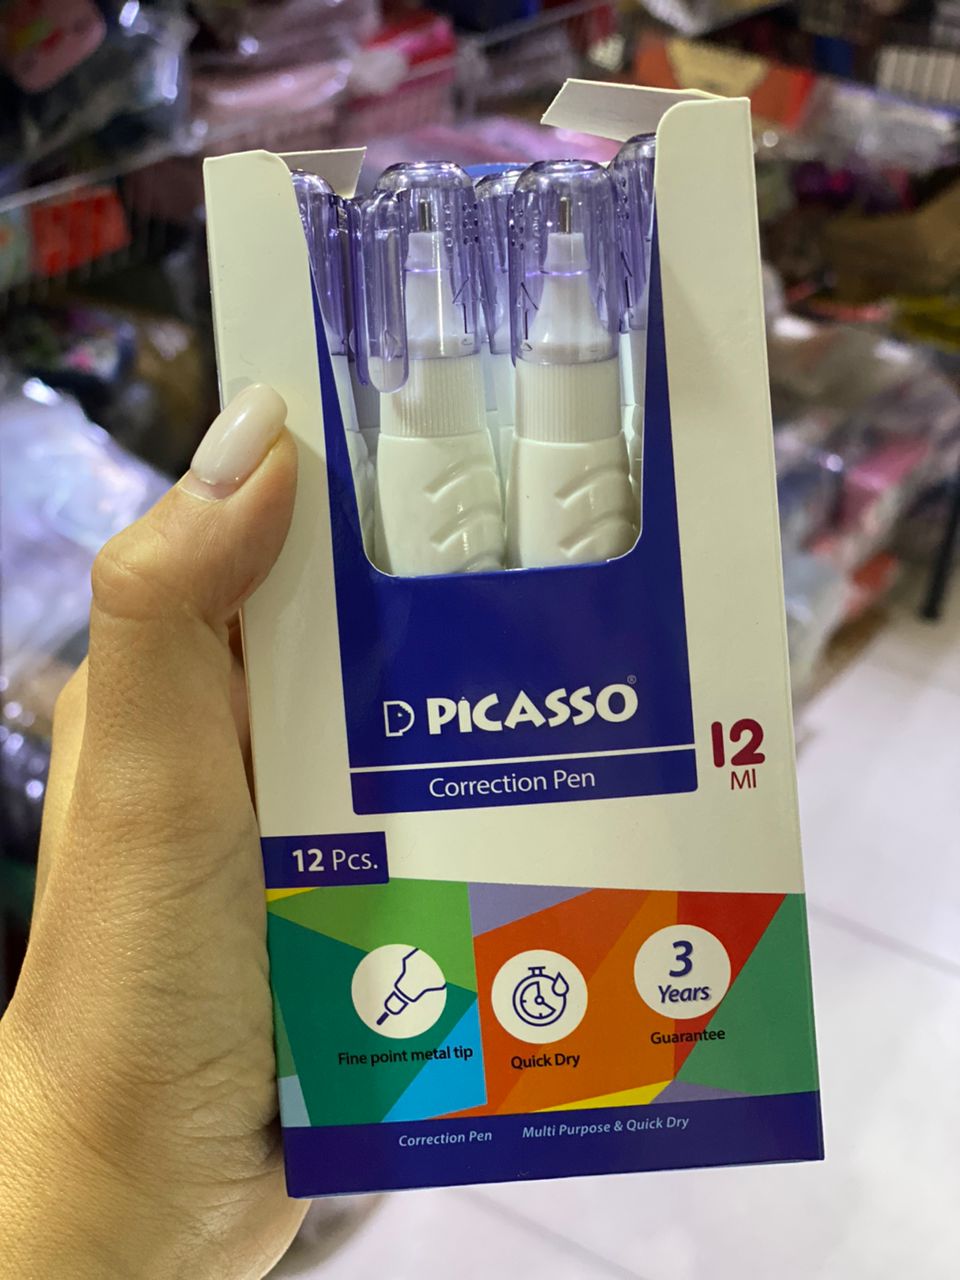 PICASSO®
Correction Pen
12
Ml
12 Pcs.
3
Years
Fine point metal tip
Quick Dry
Guarantee
Correction Pen Multi Purpose & Quick Dry